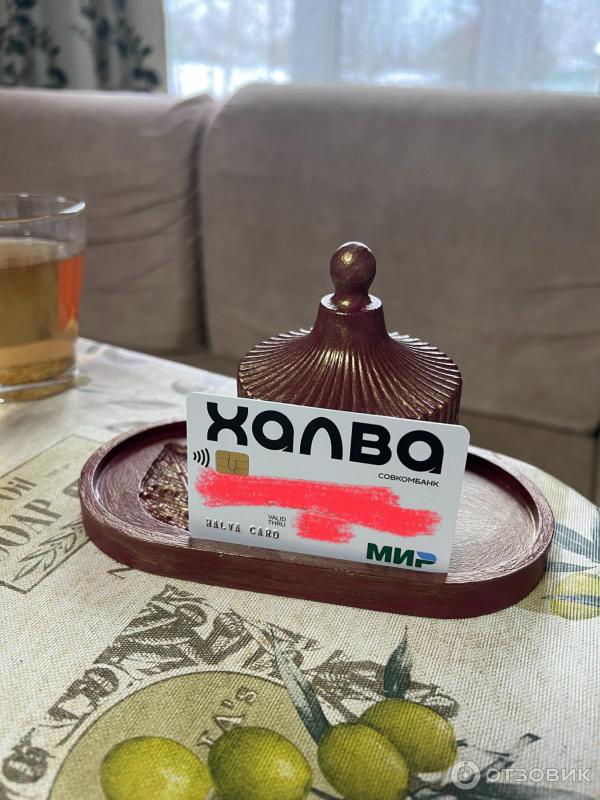 ХАЛВА
СОВКОМБАНК
VALID
THRU
HALVA CARD
МИР
SOAP
ОТЗОВИК